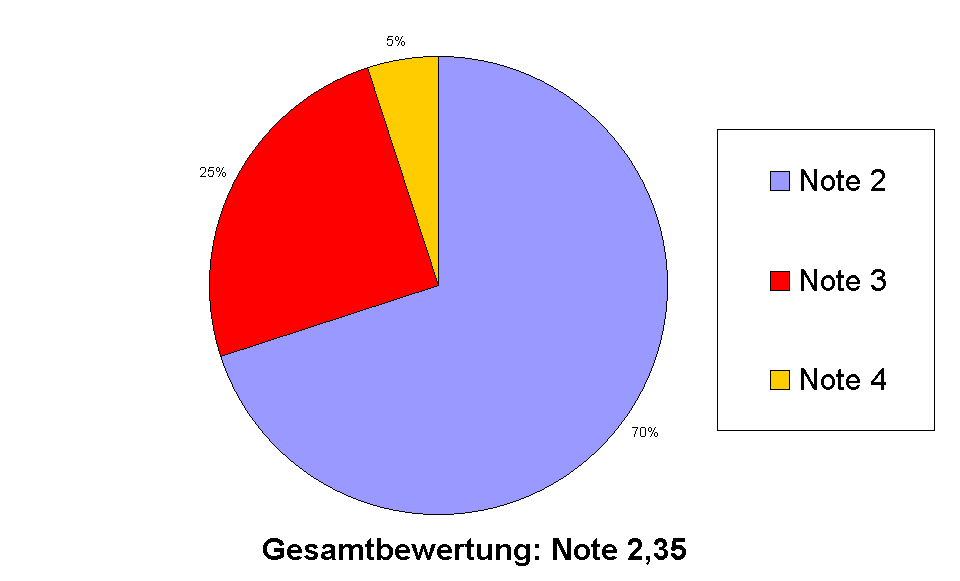 5%
25%
70%
Note 2
Note 3
Note 4
Gesamtbewertung: Note 2,35